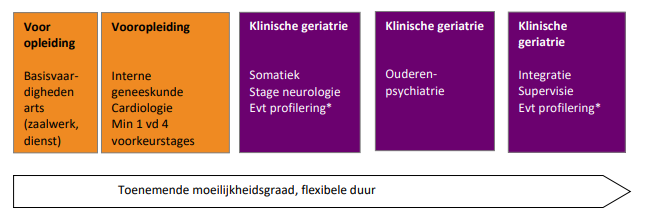 Voor
opleiding
Basisvaar-
digheden
arts
(zaalwerk,
dienst)
Vooropleiding
Interne
geneeskunde
Cardiologie
Min 1 vd 4
voorkeurstages
Klinische geriatrie
Somatiek
Stage neurologie
Evt profilering*
Klinische geriatrie
Ouderen-
psychiatrie
Klinische
geriatrie
Integratie
Supervisie
Evt profilering*
Toenemende moeilijkheidsgraad, flexibele duur